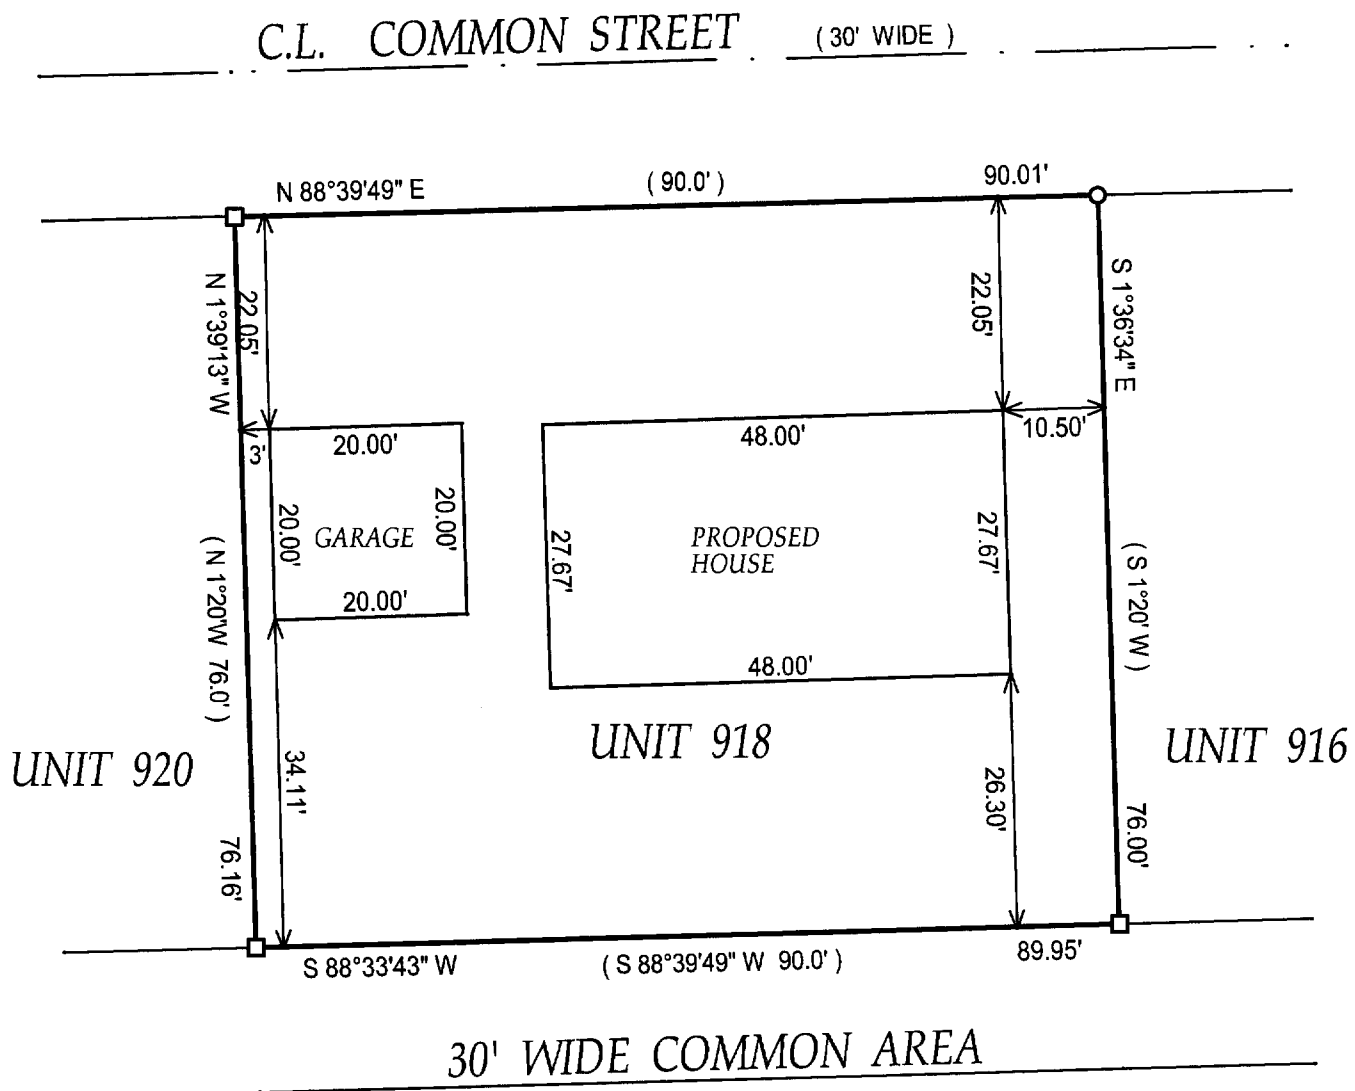 C.L. COMMON STREET ( 30' WIDE )
N 88°39'49" E ( 90.0' ) 90.01'
N 1°39'13" W
22.05'
22.05'
S 1°36'34" E
3'
20.00'
48.00'
10.50'
20.00'
GARAGE
20.00'
27.67'
PROPOSED
HOUSE
27.67'
20.00'
48.00'
( N 1°20'W 76.0' )
( S 1°20' W )
UNIT 920
UNIT 918
UNIT 916
34.11'
26.30'
76.16'
76.00'
S 88°33'43" W ( S 88°39'49" W 90.0' ) 89.95'
30' WIDE COMMON AREA